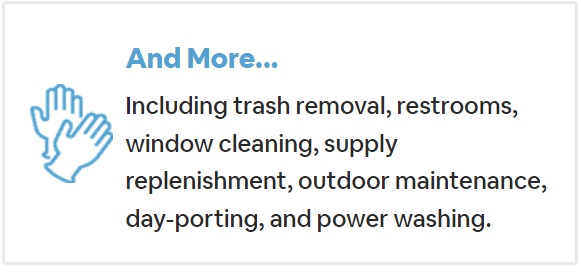 And More...
Including trash removal, restrooms,
window cleaning, supply
replenishment, outdoor maintenance,
day-porting, and power washing.